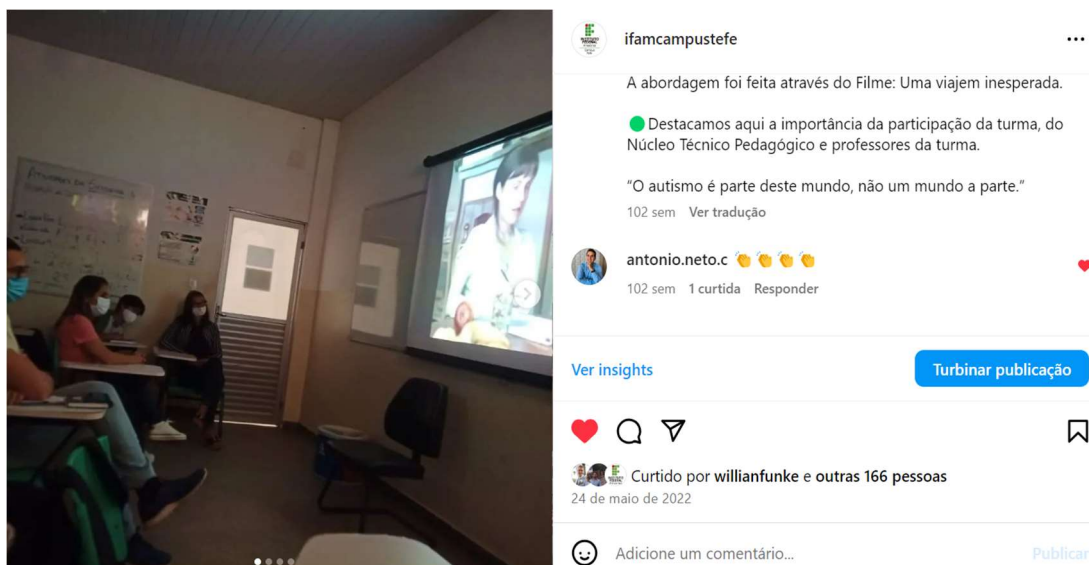 ifamcampustefe
A abordagem foi feita através do Filme: Uma viajem inesperada.
Destacamos aqui a importância da participação da turma, do
Núcleo Técnico Pedagógico e professores da turma.
“O autismo é parte deste mundo, não um mundo a parte.”
102 sem Ver tradução
antonio.neto.c 👏👏👏👏
102 sem 1 curtida Responder
Ver insights Turbinar publicação
Curtido por willianfunke e outras 166 pessoas
24 de maio de 2022
Adicione um comentário... Publicar